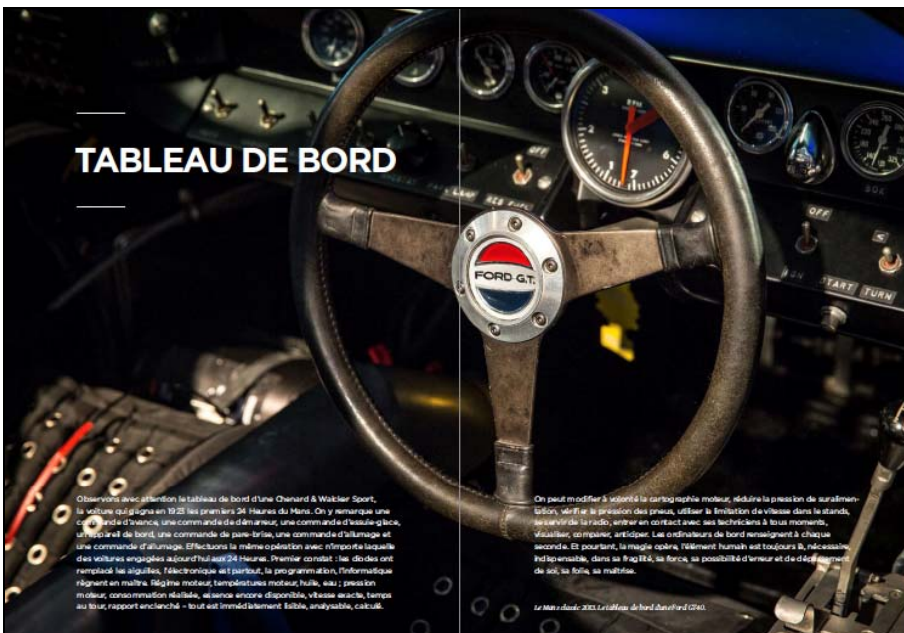 TABLEAU DE BORD
OFF
RPM
FORD G.T.
OFF
ON
START
TURN
Observons avec attention le tableau de bord d'une Chenard & Walcker Sport,
la voiture qui gagna en 1923 les premiers 24 Heures du Mans. On y remarque une
commande d'avance, une commande de démarreur, une commande d'essuie-glace,
un appareil de bord, une commande de pare-brise, une commande d'allumage et
une commande d'allumage. Effectuons la même opération avec n'importe laquelle
des voitures engagées aujourd'hui aux 24 Heures. Premier constat : les diodes ont
remplacé les aiguilles, l'électronique est partout, la programmation, l'informatique
règnent en maître. Régime moteur, températures moteur, huile, eau ; pression
moteur, consommation réalisée, essence encore disponible, vitesse exacte, temps
au tour, rapport enclenché – tout est immédiatement lisible, analysable, calculé.
On peut modifier à volonté la cartographie moteur, réduire la pression de suralimen-
tation, vérifier la pression des pneus, utiliser la limitation de vitesse dans le stands,
se servir de la radio, entrer en contact avec ses techniciens à tous moments,
visualiser, comparer, anticiper. Les ordinateurs de bord renseignent à chaque
seconde. Et pourtant, la magie opère, l'élément humain est toujours là, nécessaire,
indispensable, dans sa fragilité, sa force, sa possibilité d'erreur et de dépassement
de soi, sa folie, sa maîtrise.
Le Mans classic 2013. Le tableau de bord d'une Ford GT40.